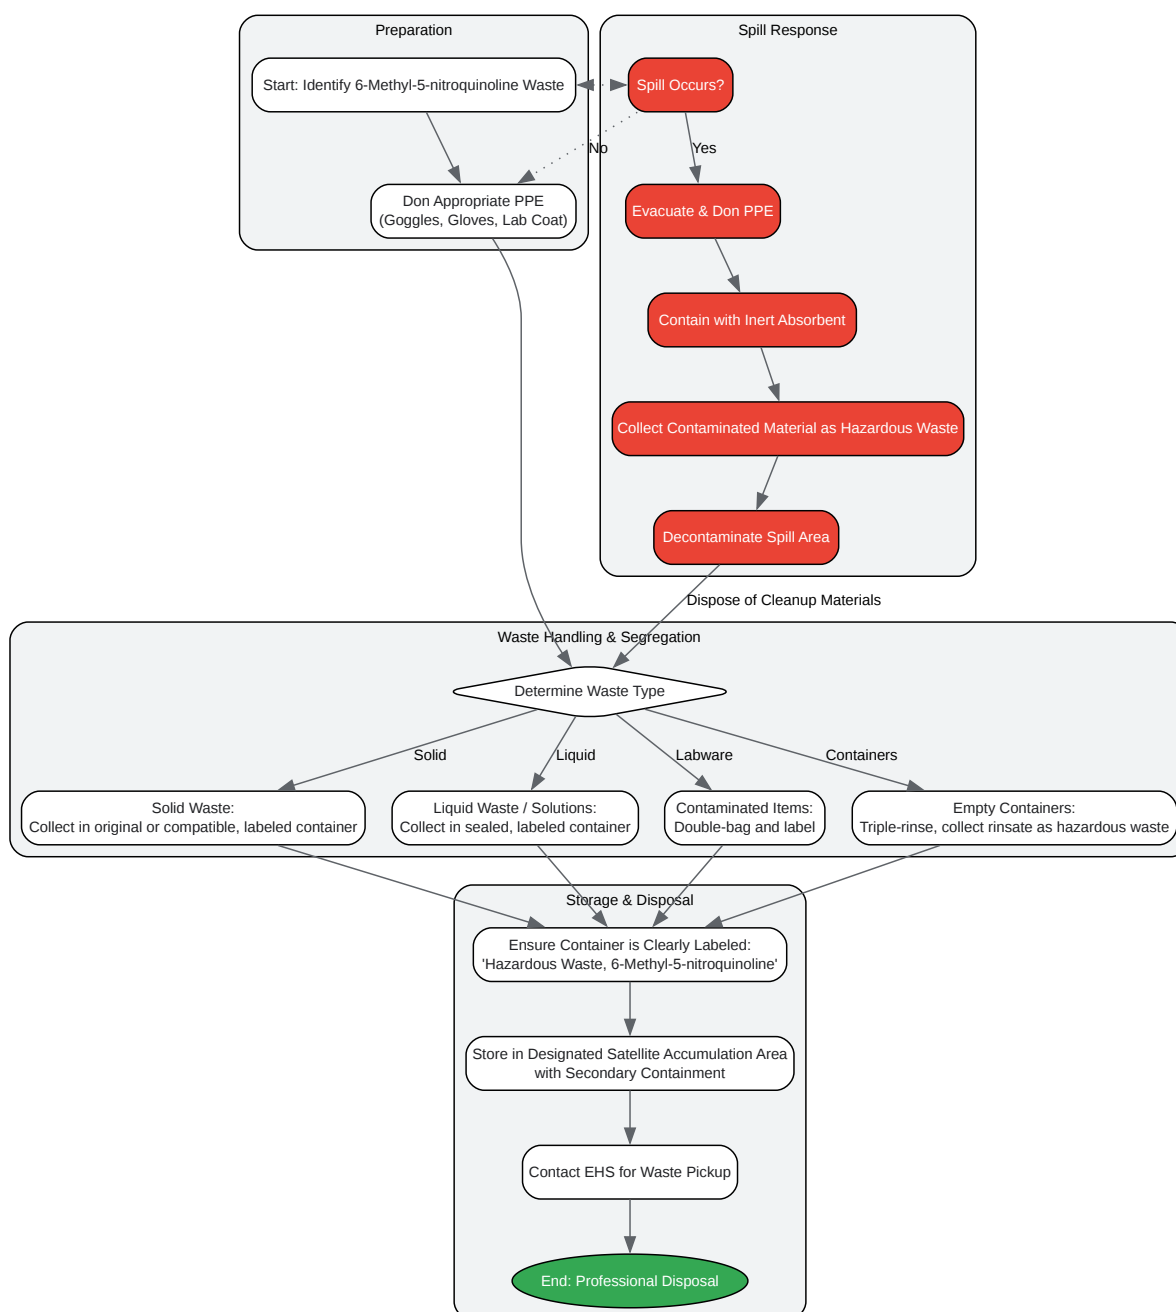 Preparation
Spill Response
Start: Identify 6-Methyl-5-nitroquinoline Waste
Spill Occurs?
No
Yes
Don Appropriate PPE
(Goggles, Gloves, Lab Coat)
Evacuate & Don PPE
Contain with Inert Absorbent
Collect Contaminated Material as Hazardous Waste
Decontaminate Spill Area
Dispose of Cleanup Materials
Waste Handling & Segregation
Determine Waste Type
Solid
Liquid
Labware
Containers
Solid Waste:
Collect in original or compatible, labeled container
Liquid Waste / Solutions:
Collect in sealed, labeled container
Contaminated Items:
Double-bag and label
Empty Containers:
Triple-rinse, collect rinsate as hazardous waste
Storage & Disposal
Ensure Container is Clearly Labeled:
'Hazardous Waste, 6-Methyl-5-nitroquinoline'
Store in Designated Satellite Accumulation Area
with Secondary Containment
Contact EHS for Waste Pickup
End: Professional Disposal